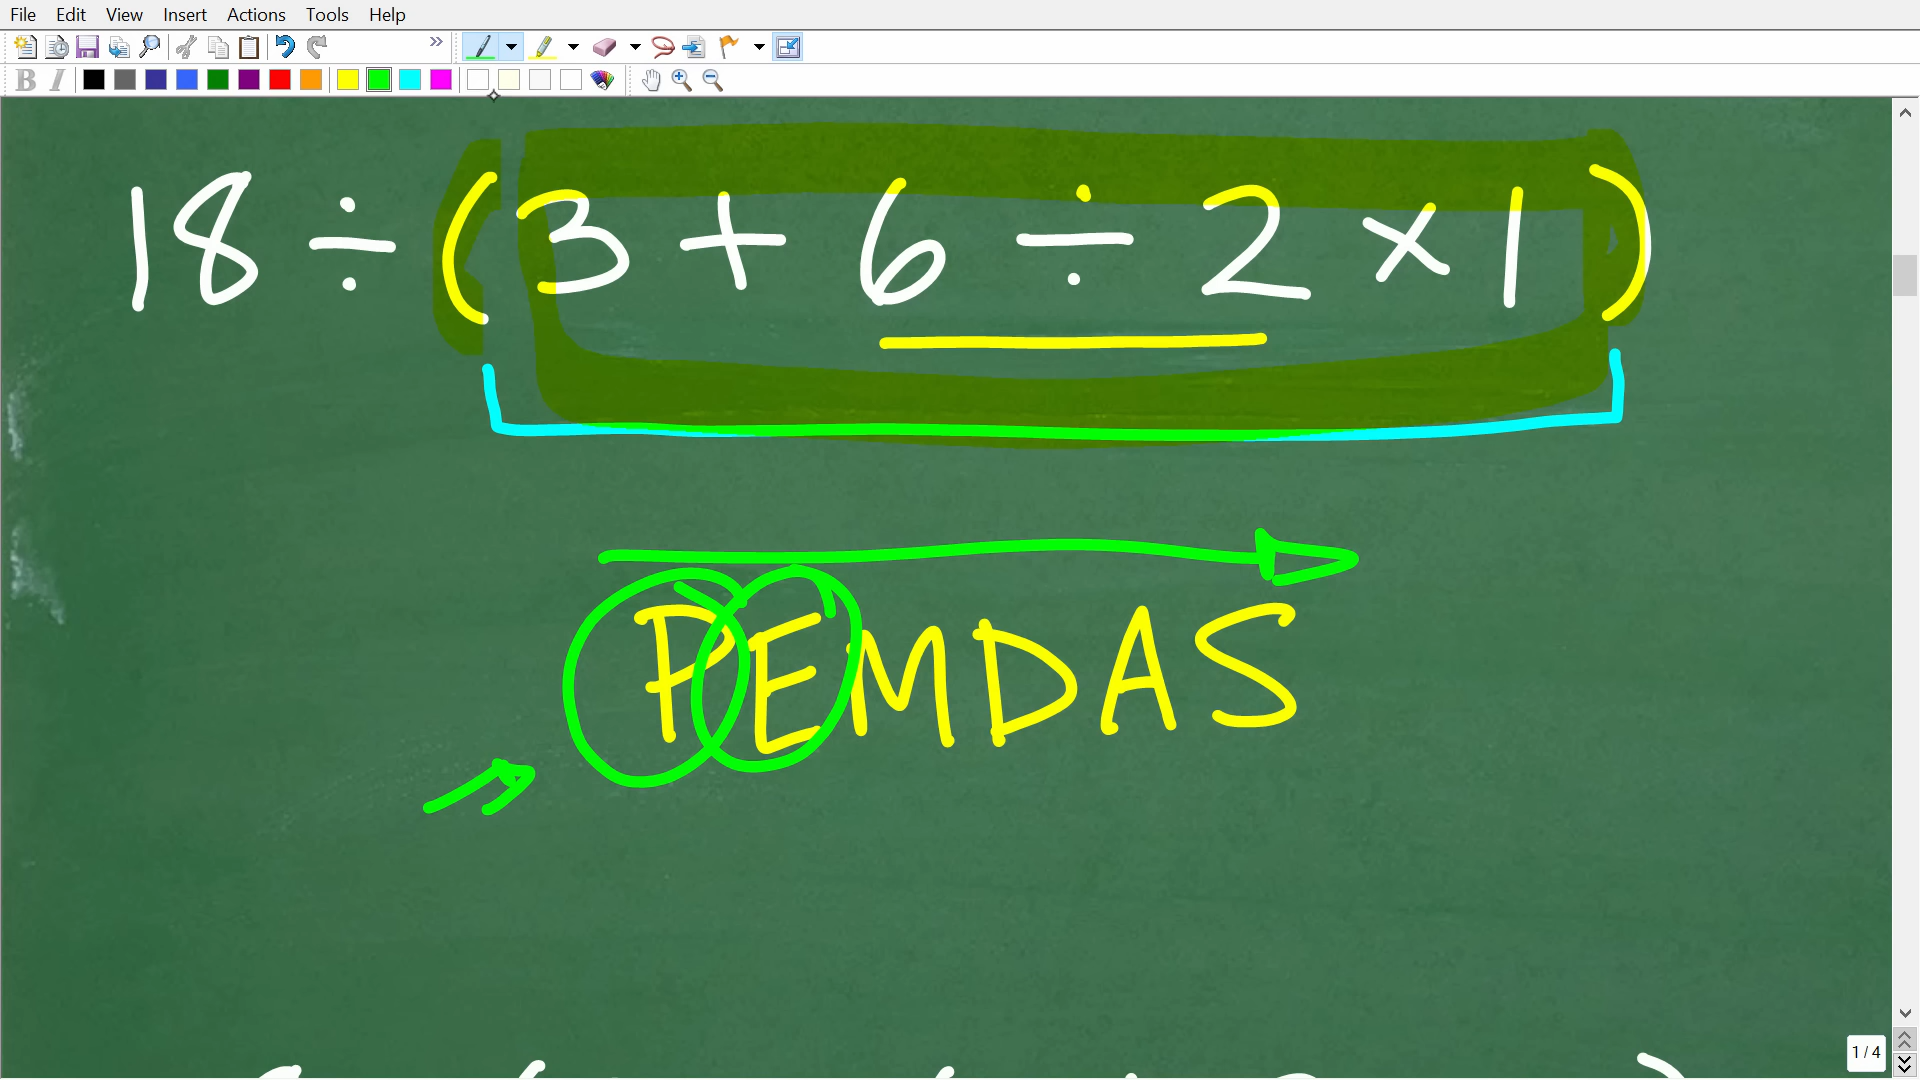 File Edit View Insert Actions Tools Help
B I
18 ÷ ( 3 + 6 ÷ 2 × 1 )
PEMDAS
1 / 4